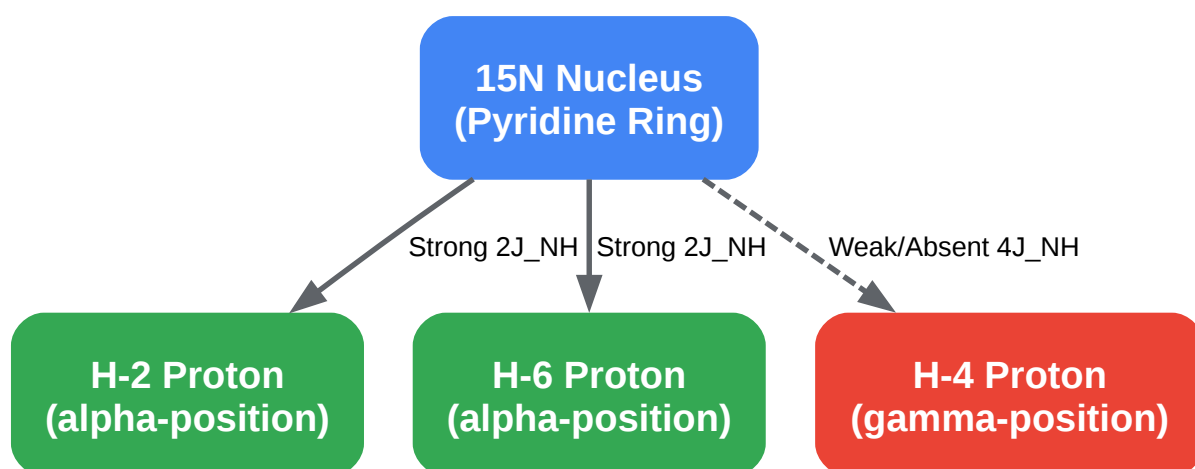 15N Nucleus
(Pyridine Ring)
Strong 2J_NH
Strong 2J_NH
Weak/Absent 4J_NH
H-2 Proton
(alpha-position)
H-6 Proton
(alpha-position)
H-4 Proton
(gamma-position)